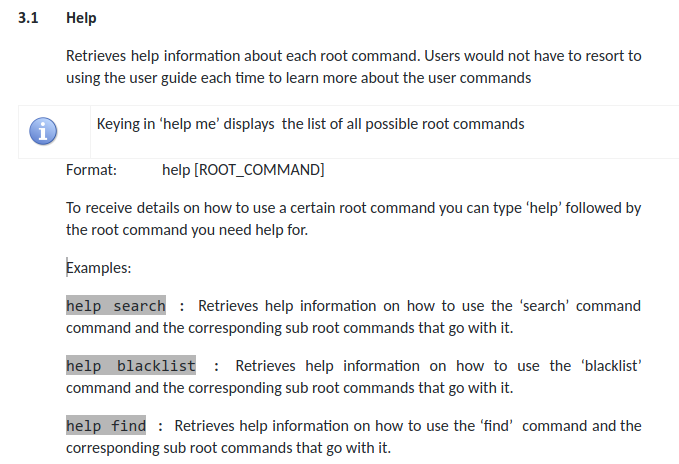 3.1 Help
Retrieves help information about each root command. Users would not have to resort to
using the user guide each time to learn more about the user commands
Keying in ‘help me’ displays the list of all possible root commands
Format: help [ROOT_COMMAND]
To receive details on how to use a certain root command you can type ‘help’ followed by
the root command you need help for.
Examples:
help search : Retrieves help information on how to use the ‘search’ command
command and the corresponding sub root commands that go with it.
help blacklist : Retrieves help information on how to use the ‘blacklist’
command and the corresponding sub root commands that go with it.
help find : Retrieves help information on how to use the ‘find’ command and the
corresponding sub root commands that go with it.